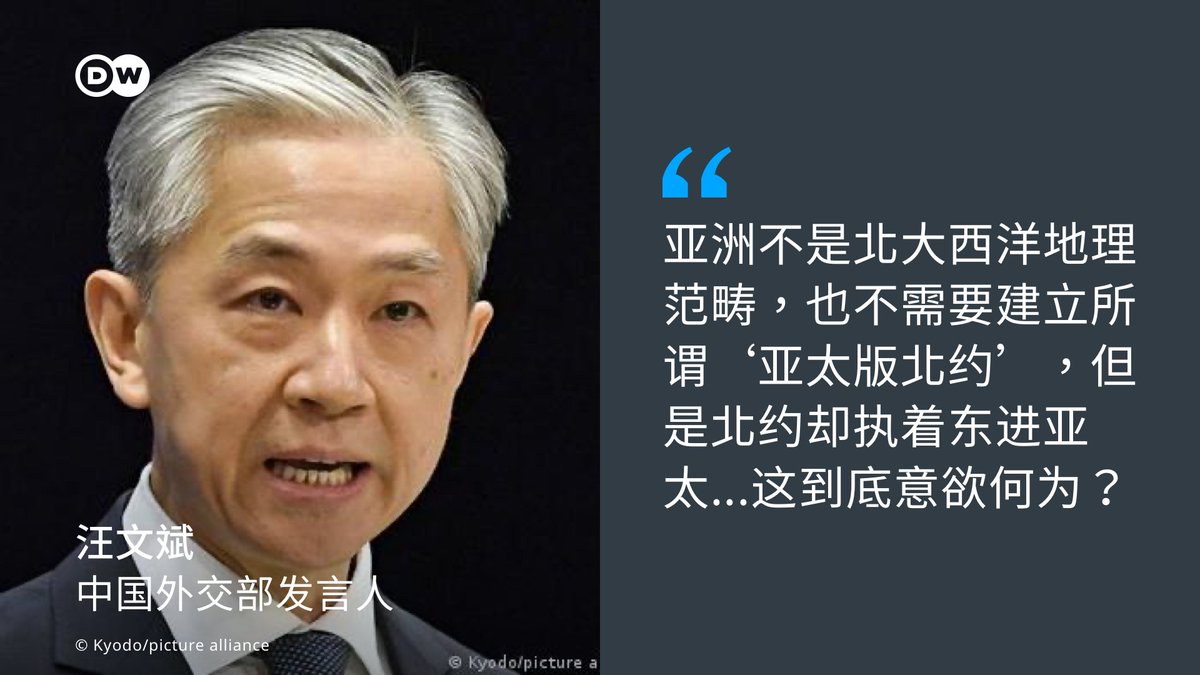 DW
汪文斌
中国外交部发言人
© Kyodo/picture alliance
© Kyodo/picture a
“
亚洲不是北大西洋地理
范畴，也不需要建立所
谓‘亚太版北约’，但
是北约却执着东进亚
太...这到底意欲何为？